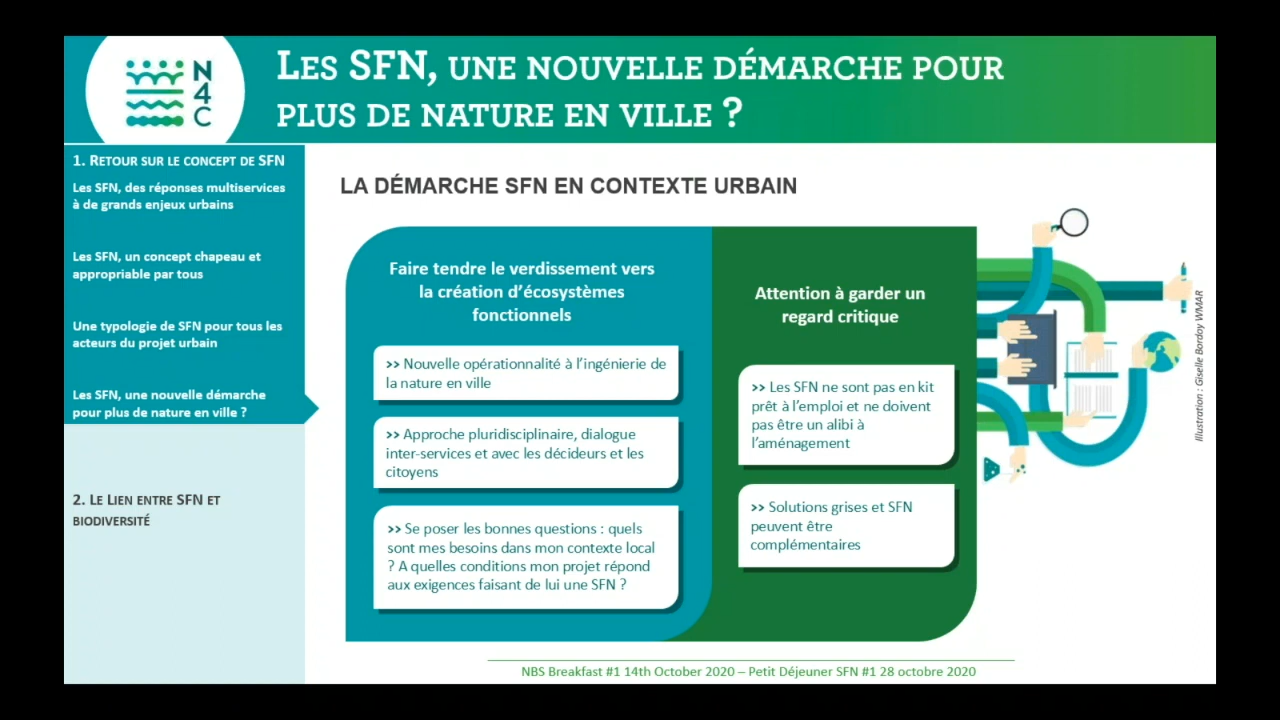 N
4
C
Les SFN, une nouvelle démarche pour
plus de nature en ville ?
1. Retour sur le concept de SFN
Les SFN, des réponses multiservices
à de grands enjeux urbains
Les SFN, un concept chapeau et
appropriable par tous
Une typologie de SFN pour tous les
acteurs du projet urbain
Les SFN, une nouvelle démarche
pour plus de nature en ville ?
2. Le Lien entre SFN et
biodiversité
LA DÉMARCHE SFN EN CONTEXTE URBAIN
Faire tendre le verdissement vers
la création d'écosystèmes
fonctionnels
>> Nouvelle opérationnalité à l'ingénierie de
la nature en ville
>> Approche pluridisciplinaire, dialogue
inter-services et avec les décideurs et les
citoyens
>> Se poser les bonnes questions : quels
sont mes besoins dans mon contexte local
? A quelles conditions mon projet répond
aux exigences faisant de lui une SFN ?
Attention à garder un
regard critique
>> Les SFN ne sont pas en kit
prêt à l'emploi et ne doivent
pas être un alibi à
l'aménagement
>> Solutions grises et SFN
peuvent être
complémentaires
Illustration : Giselle Bordoy WMAR
NBS Breakfast #1 14th October 2020 – Petit Déjeuner SFN #1 28 octobre 2020